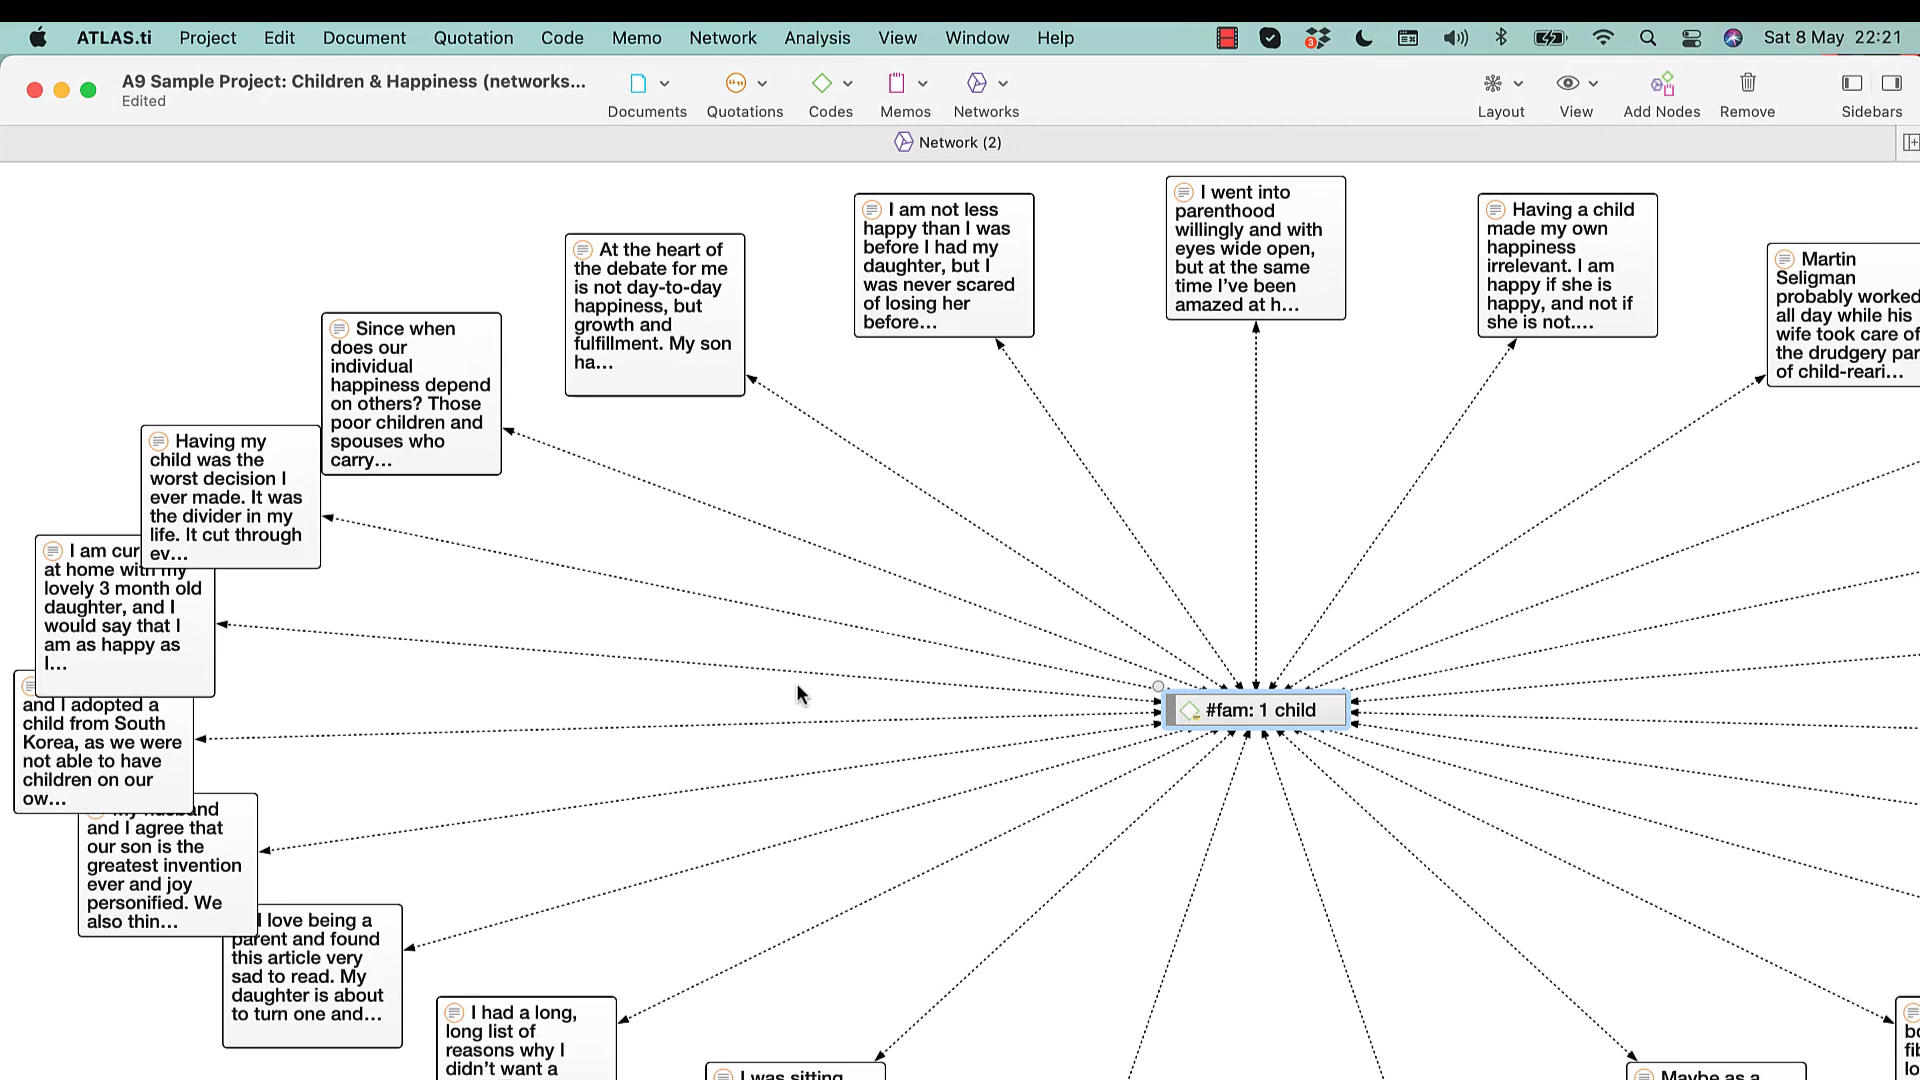 ATLAS.ti Project Edit Document Quotation Code Memo Network Analysis View Window Help 3 Sat 8 May 22:21
A9 Sample Project: Children & Happiness (networks...
Edited
Documents Quotations Codes Memos Networks Layout View Add Nodes Remove Sidebars
Network (2)
I went into
parenthood
willingly and with
eyes wide open,
but at the same
time I've been
amazed at h...
I am not less
happy than I was
before I had my
daughter, but I
was never scared
of losing her
before...
Having a child
made my own
happiness
irrelevant. I am
happy if she is
happy, and not if
she is not....
At the heart of
the debate for me
is not day-to-day
happiness, but
growth and
fulfillment. My son
ha...
Martin
Seligman
probably worked
all day while his
wife took care of
the drudgery par
of child-reari...
Since when
does our
individual
happiness depend
on others? Those
poor children and
spouses who
carry...
Having my
child was the
worst decision I
ever made. It was
the divider in my
life. It cut through
ev...
I am cur
at home with my
lovely 3 month old
daughter, and I
would say that I
am as happy as
I...
and I adopted a
child from South
Korea, as we were
not able to have
children on our
ow...
#fam: 1 child
My husband
and I agree that
our son is the
greatest invention
ever and joy
personified. We
also thin...
I love being a
parent and found
this article very
sad to read. My
daughter is about
to turn one and...
I had a long,
long list of
reasons why I
didn't want a
I was sitting
Maybe as a